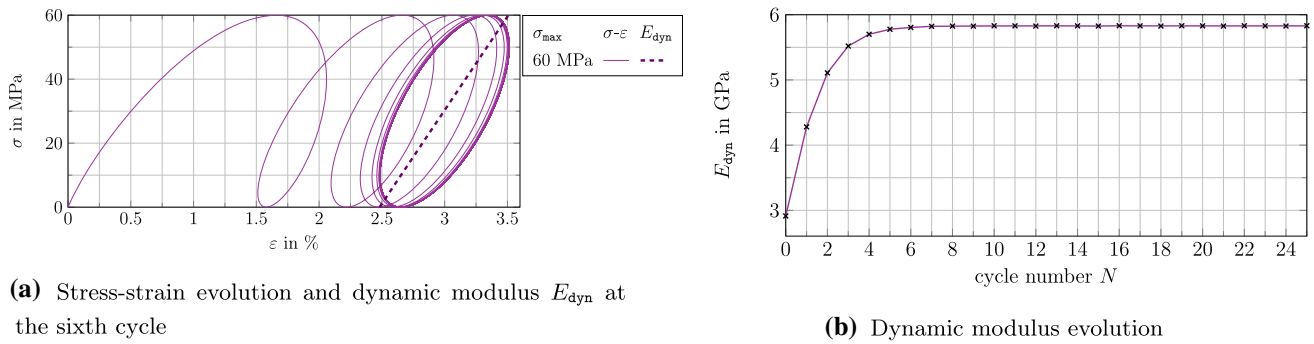 60
40
20
0
σ in MPa
0
0.5
1
1.5
2
2.5
3
3.5
ε in %
σmax σ-ε Edyn
60 MPa
(a) Stress-strain evolution and dynamic modulus Edyn at
the sixth cycle
6
5
4
3
Edyn in GPa
0 2 4 6 8 10 12 14 16 18 20 22 24
cycle number N
(b) Dynamic modulus evolution